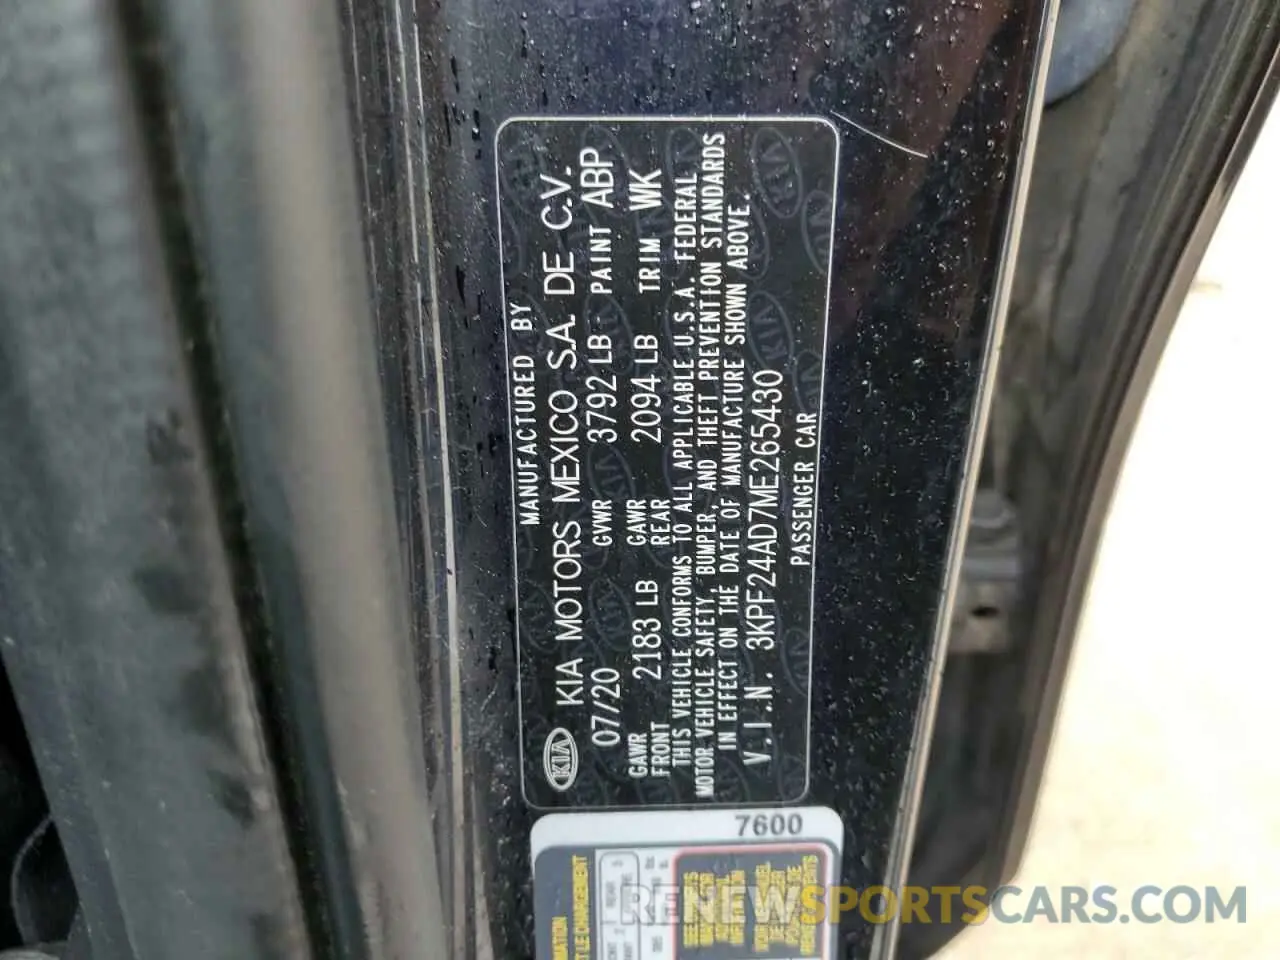 MANUFACTURED BY
KIA KIA MOTORS MEXICO S.A. DE C.V.
07/20 GVWR 3792 LB PAINT ABP
GAWR FRONT 2183 LB GAWR REAR 2094 LB TRIM WK
THIS VEHICLE CONFORMS TO ALL APPLICABLE U.S.A. FEDERAL
MOTOR VEHICLE SAFETY, BUMPER, AND THEFT PREVENTION STANDARDS
IN EFFECT ON THE DATE OF MANUFACTURE SHOWN ABOVE.
V.I.N. 3KPF24AD7ME265430
PASSENGER CAR
7600
RENEWSPORTSCARS.COM